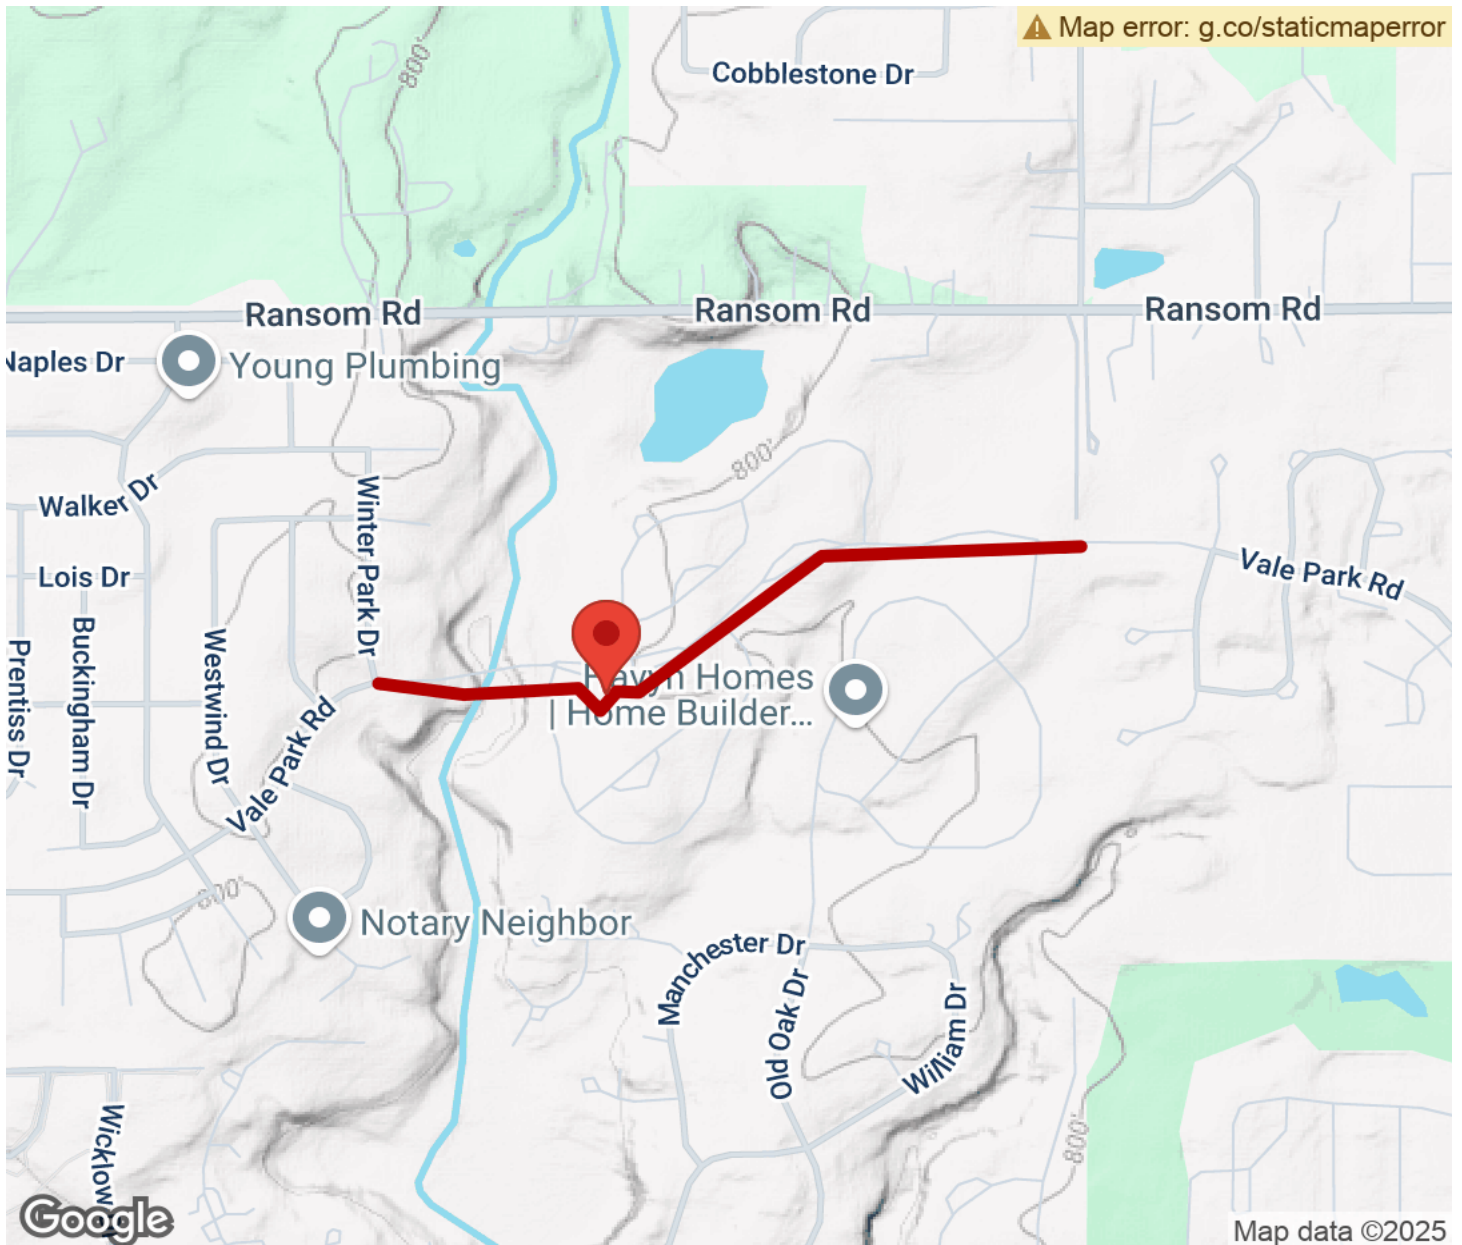 Map error: g.co/staticmaperror
800'
Cobblestone Dr
Ransom Rd
Ransom Rd
Ransom Rd
Naples Dr
Young Plumbing
800'
Walker Dr
Winter Park Dr
Lois Dr
Vale Park Rd
Prentiss Dr
Buckingham Dr
Westwind Dr
Vale Park Rd
Havyn Homes
| Home Builder...
800'
Notary Neighbor
Manchester Dr
Old Oak Dr
William Dr
800'
Wicklow
Google
Map data ©2025